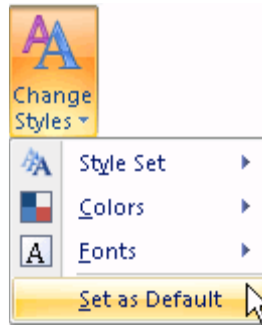 Change
Styles
Style Set
Colors
A Fonts
Set as Default